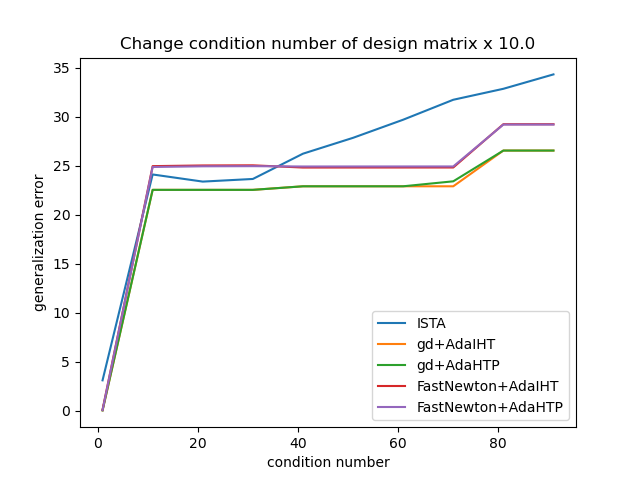 Change condition number of design matrix x 10.0
generalization error
35
30
25
20
15
10
5
0
0 20 40 60 80
condition number
ISTA
gd+AdaIHT
gd+AdaHTP
FastNewton+AdaIHT
FastNewton+AdaHTP